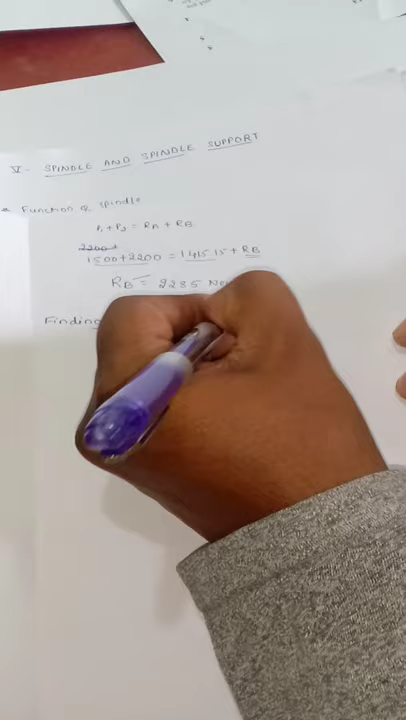 V. SPINDLE AND SPINDLE SUPPORT
Function of spindle
P1 + P2 = RA + RB
2200+
1500+2200 = 1415.15 + RB
RB = 2285
Finding